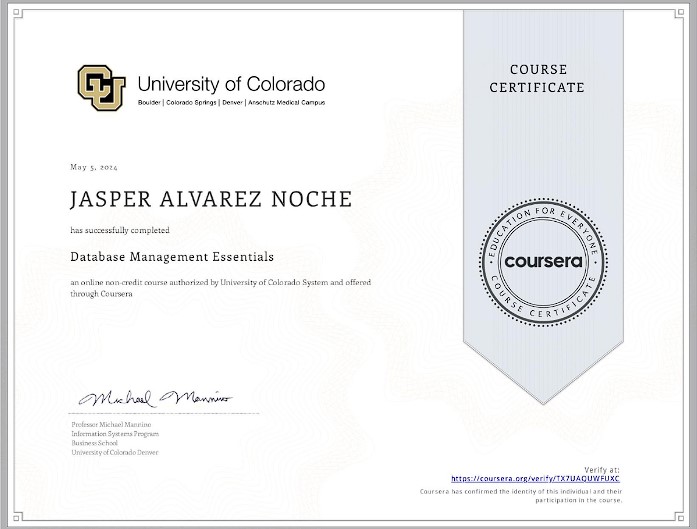 CU
University of Colorado
Boulder | Colorado Springs | Denver | Anschutz Medical Campus
COURSE
CERTIFICATE
May 5, 2024
JASPER ALVAREZ NOCHE
has successfully completed
Database Management Essentials
an online non-credit course authorized by University of Colorado System and offered
through Coursera
EDUCATION FOR EVERYONE
coursera
COURSE CERTIFICATE
Michael Mannino
Professor Michael Mannino
Information Systems Program
Business School
University of Colorado Denver
Verify at:
https://coursera.org/verify/TX7UAQUWFUXC
Coursera has confirmed the identity of this individual and their
participation in the course.